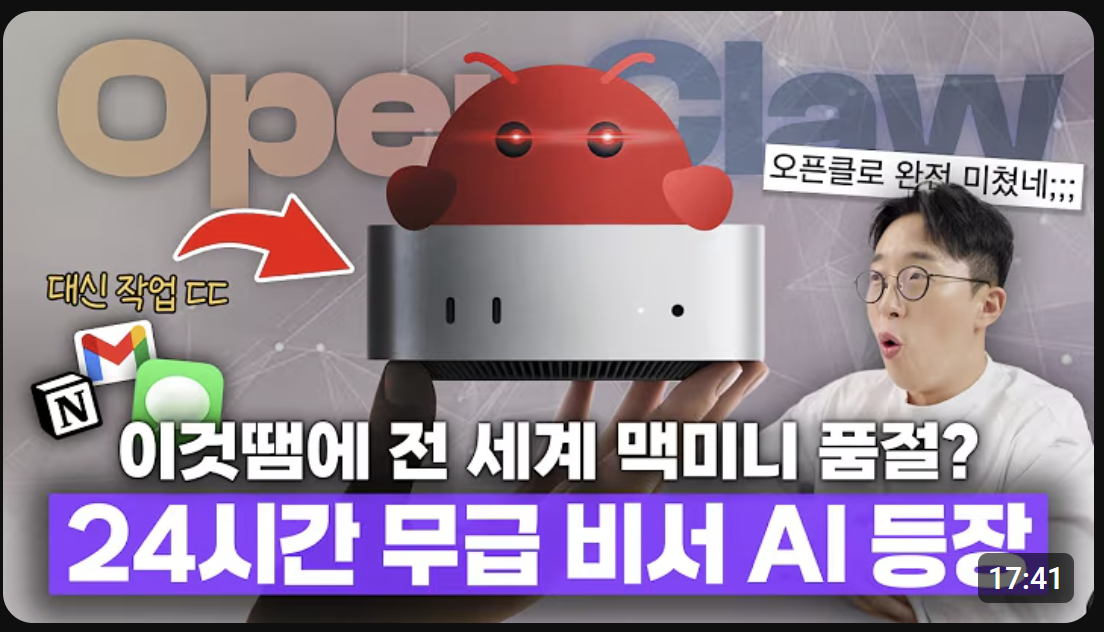 OpenClaw
오픈클로 완전 미쳤네;;;
대신 작업 ㄷㄷ
N
이것땜에 전 세계 맥미니 품절?
24시간 무급 비서 AI 등장
17:41